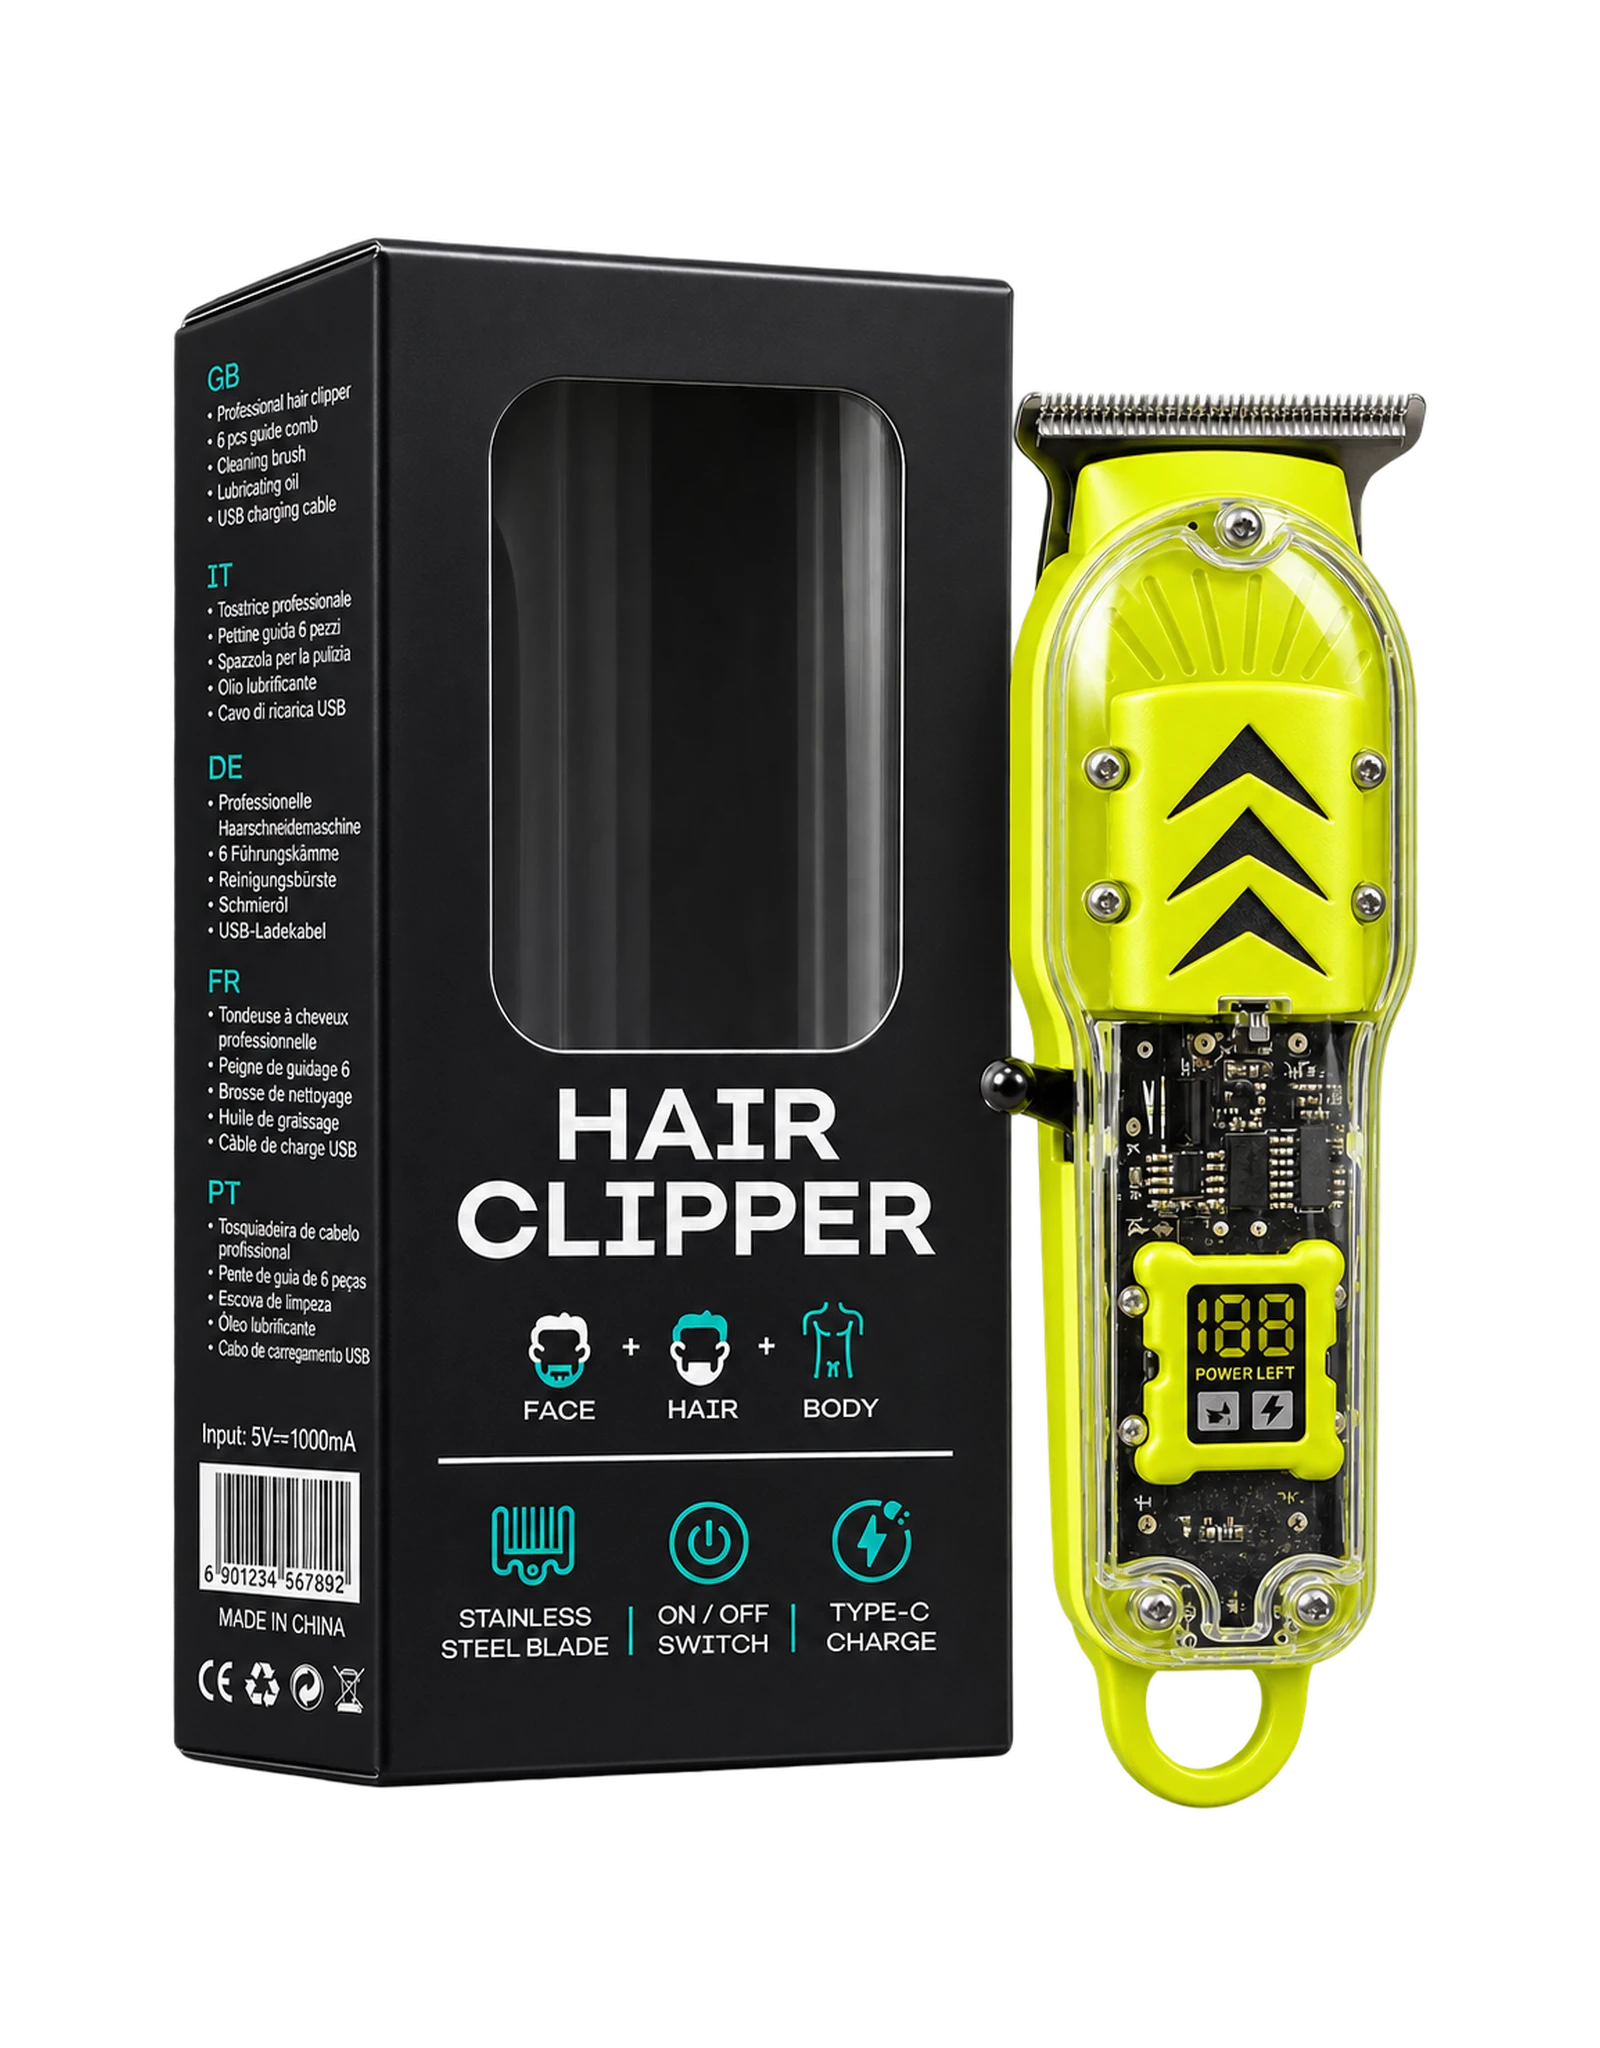 GB
• Professional hair clipper
• 6 pcs guide comb
• Cleaning brush
• Lubricating oil
• USB charging cable
IT
• Tosatrice professionale
• Pettine guida 6 pezzi
• Spazzola per la pulizia
• Olio lubrificante
• Cavo di ricarica USB
DE
• Professionelle
Haarschneidemaschine
• 6 Führungskämme
• Reinigungsbürste
• Schmieröl
• USB-Ladekabel
FR
• Tondeuse à cheveux
professionnelle
• Peigne de guidage 6
• Brosse de nettoyage
• Huile de graissage
• Câble de charge USB
PT
• Tosquiadeira de cabelo
profissional
• Pente de guia de 6 peças
• Escova de limpeza
• Óleo lubrificante
• Cabo de carregamento USB
Input: 5V⎓1000mA
6 901234 567892
MADE IN CHINA
CE
HAIR
CLIPPER
FACE + HAIR + BODY
STAINLESS
STEEL BLADE
ON / OFF
SWITCH
TYPE-C
CHARGE
188
POWER LEFT